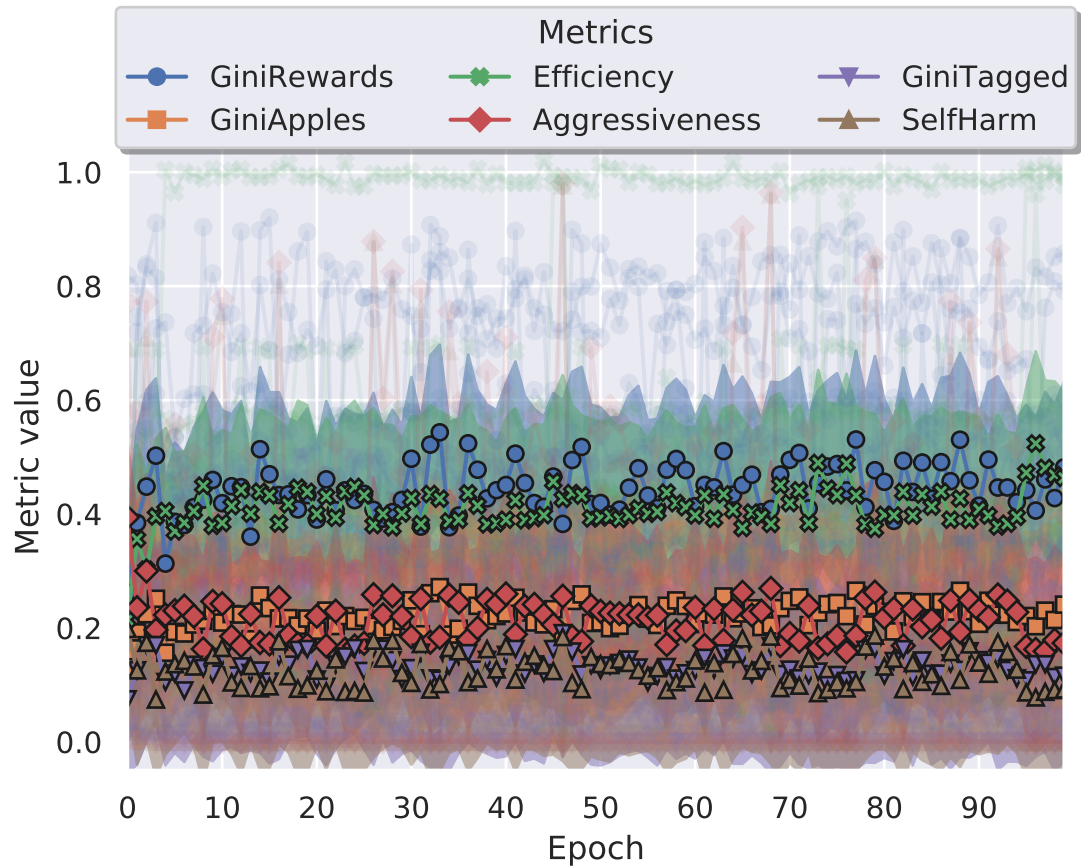 Metrics
GiniRewards Efficiency GiniTagged
GiniApples Aggressiveness SelfHarm
1.0
0.8
0.6
0.4
0.2
0.0
Metric value
0 10 20 30 40 50 60 70 80 90
Epoch